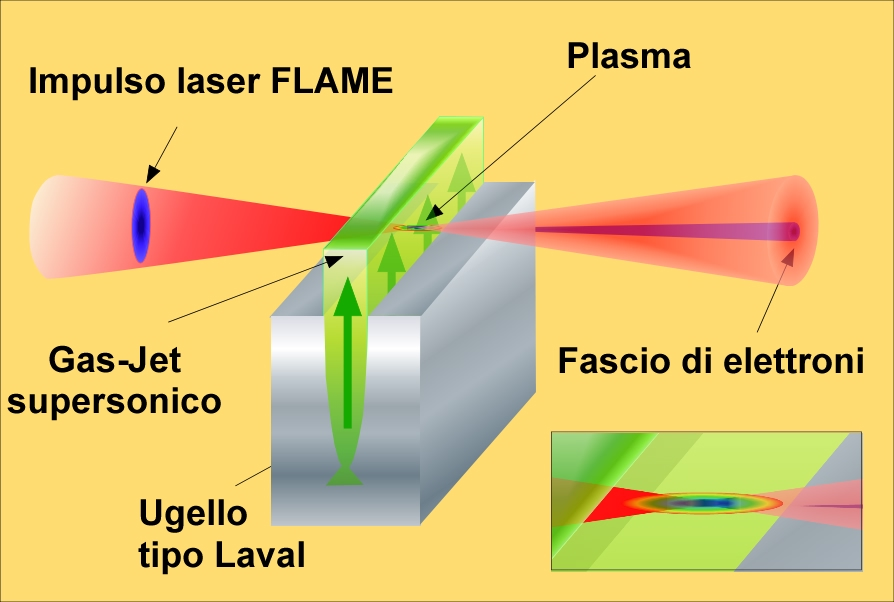 Impulso laser FLAME
Plasma
Gas-Jet
supersonico
Fascio di elettroni
Ugello
tipo Laval